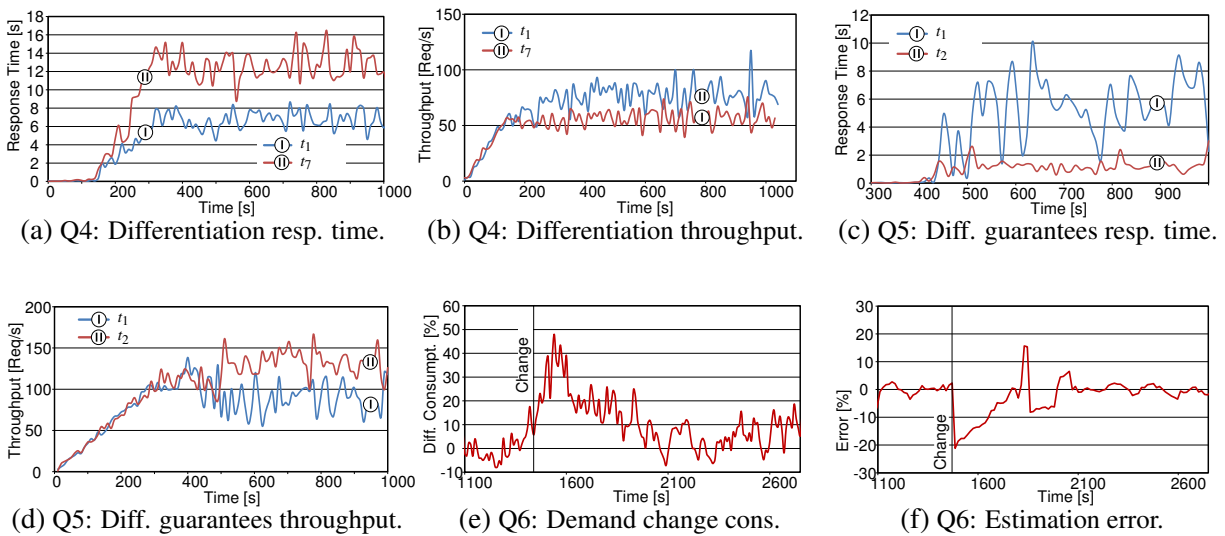 Response Time [s]
18
16
14
12
10
8
6
4
2
0
II
I
I t1
II t7
0 200 400 600 800 1000
Time [s]
(a) Q4: Differentiation resp. time.
Throughput [Req/s]
150
100
50
0
I t1
II t7
II
I
0 200 400 600 800 1000
Time [s]
(b) Q4: Differentiation throughput.
Response Time [s]
12
10
8
6
4
2
0
I t1
II t2
I
II
300 400 500 600 700 800 900
Time [s]
(c) Q5: Diff. guarantees resp. time.
Throughput [Req/s]
200
150
100
50
0
I t1
II t2
II
I
0 200 400 600 800 1000
Time [s]
(d) Q5: Diff. guarantees throughput.
Diff. Consumpt. [%]
60
50
40
30
20
10
0
-10
Change
1100 1600 2100 2600
Time [s]
(e) Q6: Demand change cons.
Error [%]
30
20
10
0
-10
-20
-30
Change
1100 1600 2100 2600
Time [s]
(f) Q6: Estimation error.